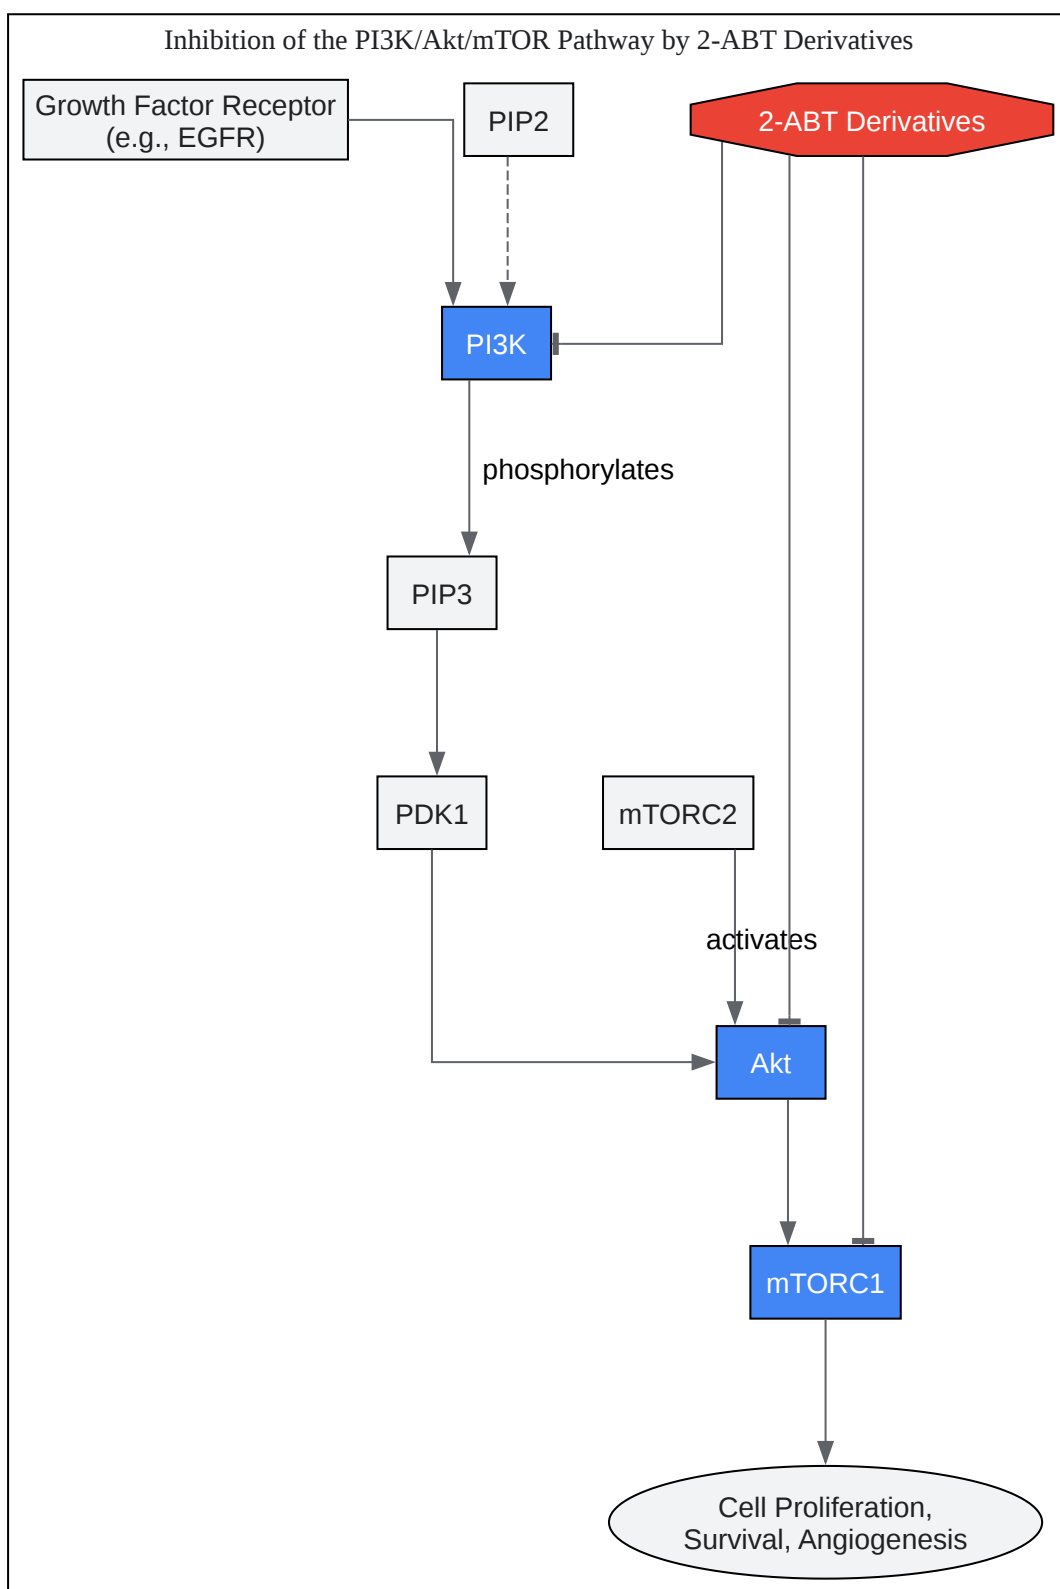 Inhibition of the PI3K/Akt/mTOR Pathway by 2-ABT Derivatives
Growth Factor Receptor
(e.g., EGFR)
PIP2
2-ABT Derivatives
PI3K
phosphorylates
PIP3
PDK1
mTORC2
activates
Akt
mTORC1
Cell Proliferation,
Survival, Angiogenesis